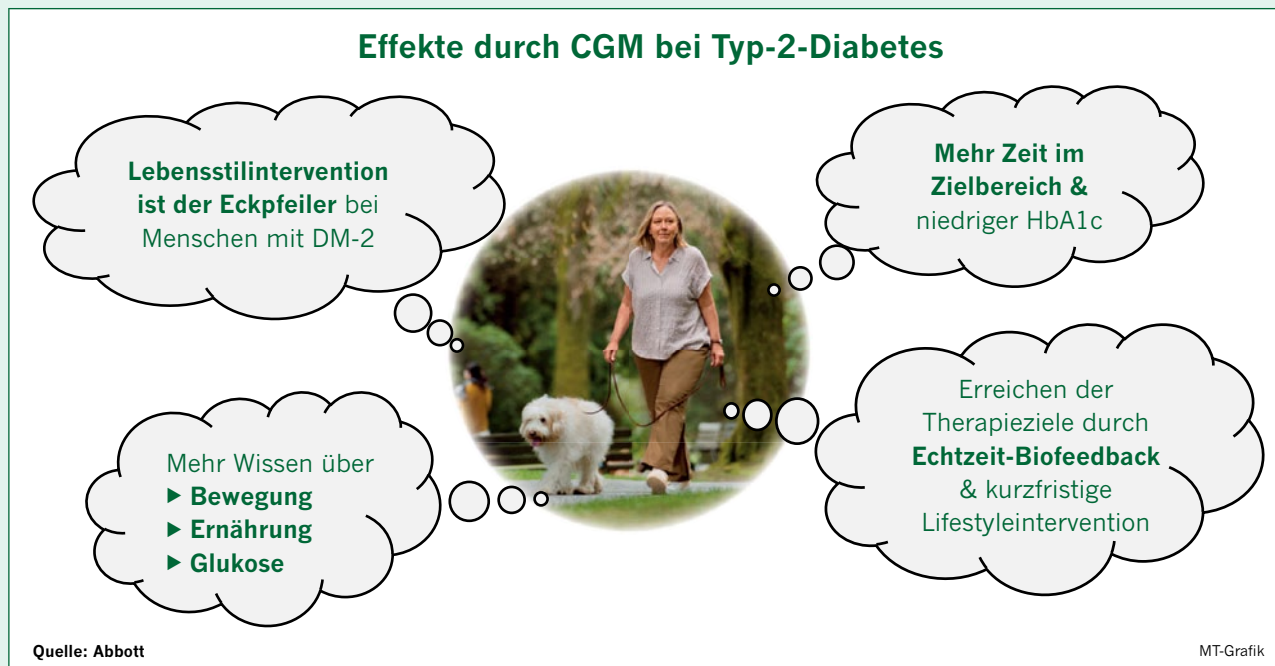 Effekte durch CGM bei Typ-2-Diabetes
Lebensstilintervention
ist der Eckpfeiler bei
Menschen mit DM-2
Mehr Zeit im
Zielbereich &
niedriger HbA1c
Mehr Wissen über
▶ Bewegung
▶ Ernährung
▶ Glukose
Erreichen der
Therapieziele durch
Echtzeit-Biofeedback
& kurzfristige
Lifestyleintervention
Quelle: Abbott
MT-Grafik